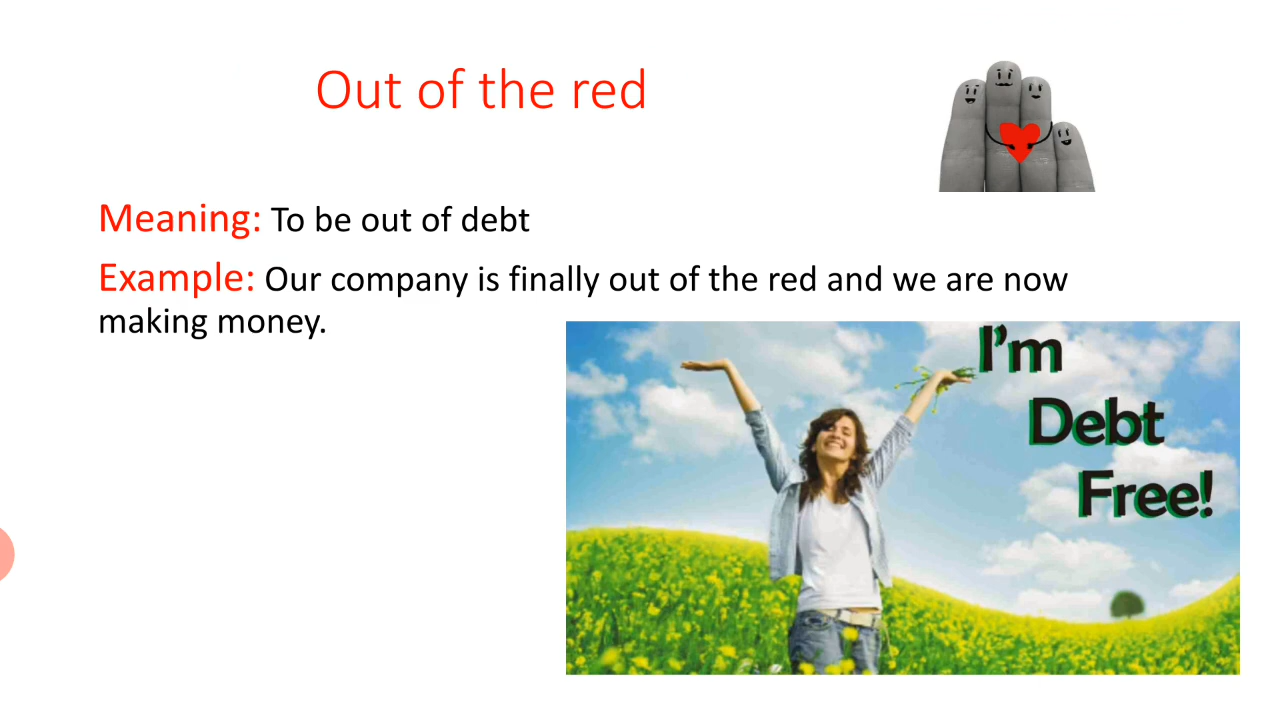 Out of the red
Meaning: To be out of debt
Example: Our company is finally out of the red and we are now
making money.
I'm
Debt
Free!